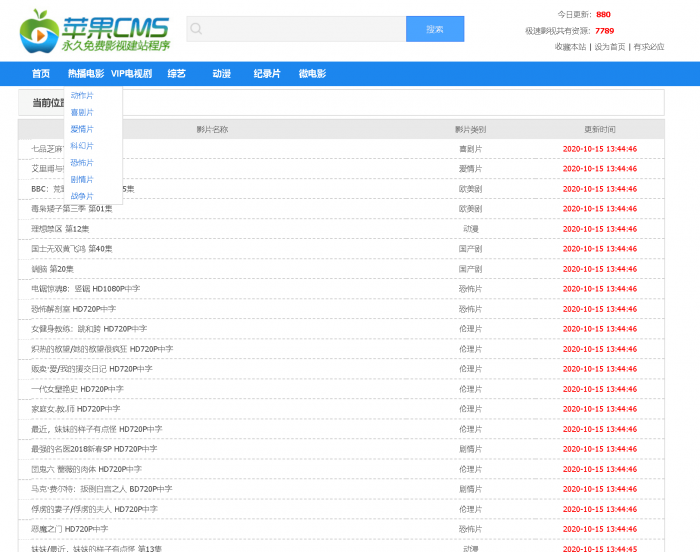 苹果CMS
永久免费影视建站程序
搜索
今日更新：880
极速影视共有资源：7789
收藏本站 | 设为首页 | 有求必应
首页 热播电影 VIP电视剧 综艺 动漫 纪录片 微电影
当前位置
动作片
喜剧片
爱情片
科幻片
恐怖片
剧情片
战争片
影片名称 影片类别 更新时间
七品芝麻 喜剧片 2020-10-15 13:44:46
艾里甫与 爱情片 2020-10-15 13:44:46
BBC： 5集 欧美剧 2020-10-15 13:44:46
毒枭矮子第三季 第01集 欧美剧 2020-10-15 13:44:46
理想禁区 第12集 动漫 2020-10-15 13:44:46
国士无双黄飞鸿 第40集 国产剧 2020-10-15 13:44:46
端脑 第20集 国产剧 2020-10-15 13:44:46
电锯惊魂8：竖锯 HD1080P中字 恐怖片 2020-10-15 13:44:46
恐怖解剖室 HD720P中字 恐怖片 2020-10-15 13:44:46
女健身教练：跳和跨 HD720P中字 伦理片 2020-10-15 13:44:46
炽热的欲望/她的欲望很疯狂 HD720P中字 伦理片 2020-10-15 13:44:46
贩卖·爱/我的援交日记 HD720P中字 伦理片 2020-10-15 13:44:46
一代女皇艳史 HD720P中字 伦理片 2020-10-15 13:44:46
家庭女.教.师 HD720P中字 伦理片 2020-10-15 13:44:46
最近，妹妹的样子有点怪 HD720P中字 伦理片 2020-10-15 13:44:46
最强的名医2018新春SP HD720P中字 剧情片 2020-10-15 13:44:46
团鬼六 蔷薇的肉体 HD720P中字 伦理片 2020-10-15 13:44:46
马克·费尔特：扳倒白宫之人 BD720P中字 剧情片 2020-10-15 13:44:46
俘虏的妻子/俘虏的夫人 HD720P中字 伦理片 2020-10-15 13:44:46
恶魔之门 HD720P中字 恐怖片 2020-10-15 13:44:46
妹妹/最近，妹妹的样子有点怪 第13集 动漫 2020-10-15 13:44:45